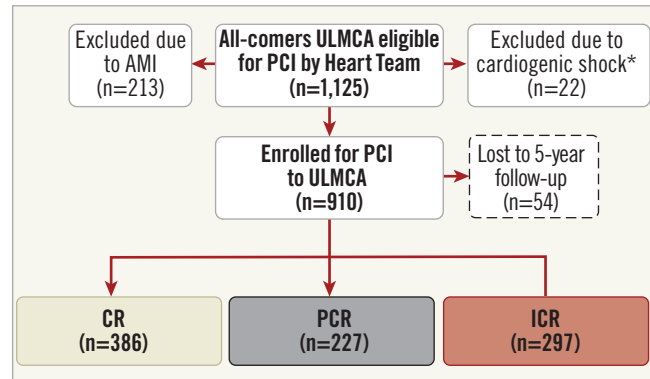 Excluded due
to AMI
(n=213)
All-comers ULMCA eligible
for PCI by Heart Team
(n=1,125)
Excluded due to
cardiogenic shock*
(n=22)
Enrolled for PCI
to ULMCA
(n=910)
Lost to 5-year
follow-up
(n=54)
CR
(n=386)
PCR
(n=227)
ICR
(n=297)